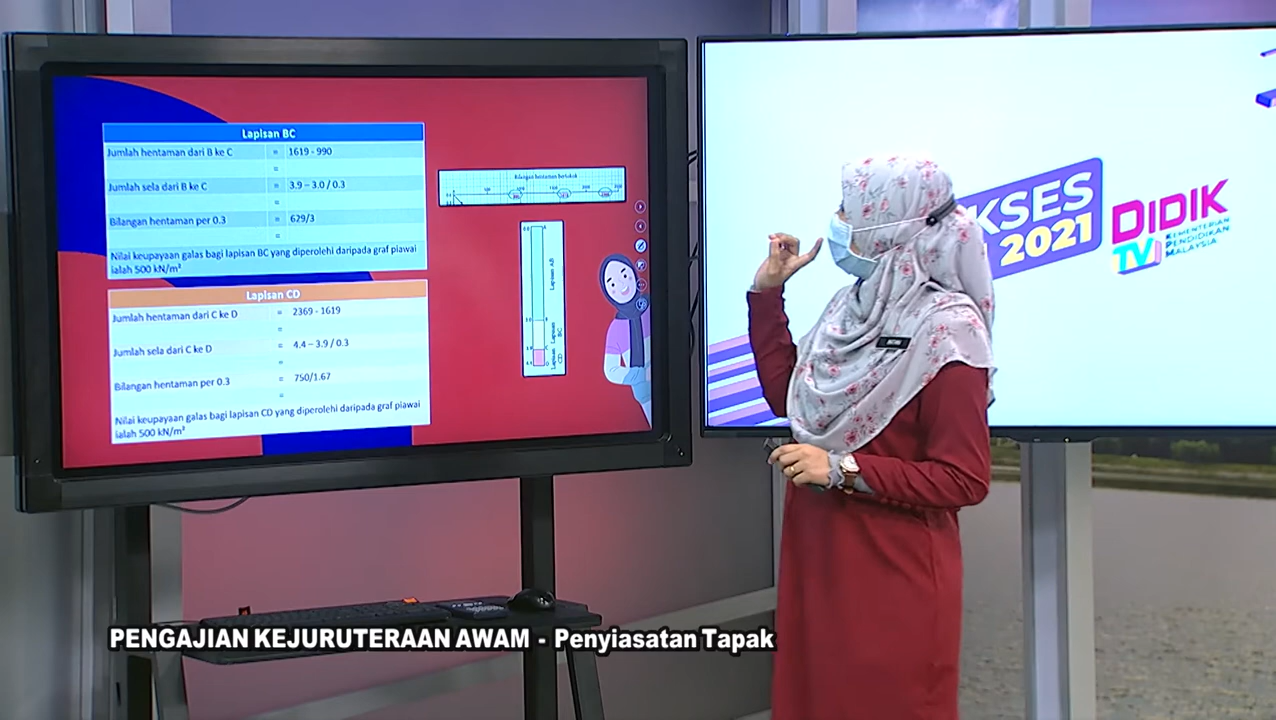 Lapisan BC
Jumlah hentaman dari B ke C = 1619 - 990
=
Jumlah sela dari B ke C = 3.9 – 3.0 / 0.3
=
Bilangan hentaman per 0.3 = 629/3
=
Nilai keupayaan galas bagi lapisan BC yang diperolehi daripada graf piawai
ialah 500 kN/m²
Lapisan CD
Jumlah hentaman dari C ke D = 2369 - 1619
=
Jumlah sela dari C ke D = 4.4 – 3.9 / 0.3
=
Bilangan hentaman per 0.3 = 750/1.67
=
Nilai keupayaan galas bagi lapisan CD yang diperolehi daripada graf piawai
ialah 500 kN/m²
Bilangan hentaman berkokok
Lapisan AB
Lapisan BC
Lapisan CD
KSES
2021
DIDIK
TV
KEMENTERIAN
PENDIDIKAN
MALAYSIA
PENGAJIAN KEJURUTERAAN AWAM - Penyiasatan Tapak